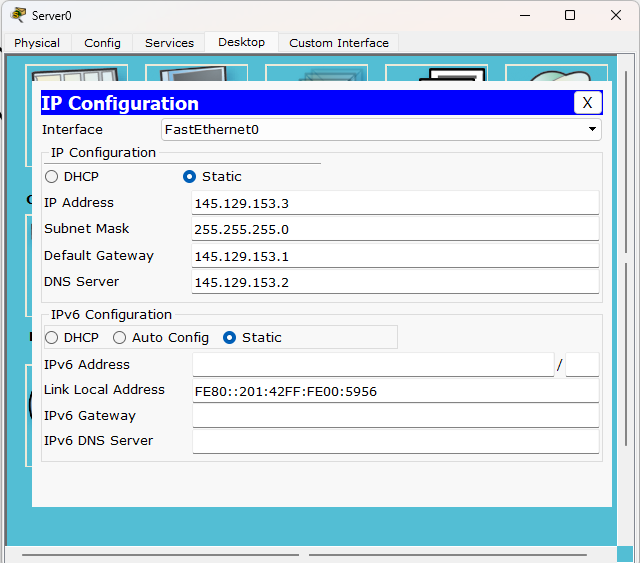 Server0
Physical Config Services Desktop Custom Interface
IP Configuration X
Interface FastEthernet0
IP Configuration
DHCP Static
IP Address 145.129.153.3
Subnet Mask 255.255.255.0
Default Gateway 145.129.153.1
DNS Server 145.129.153.2
IPv6 Configuration
DHCP Auto Config Static
IPv6 Address /
Link Local Address FE80::201:42FF:FE00:5956
IPv6 Gateway
IPv6 DNS Server